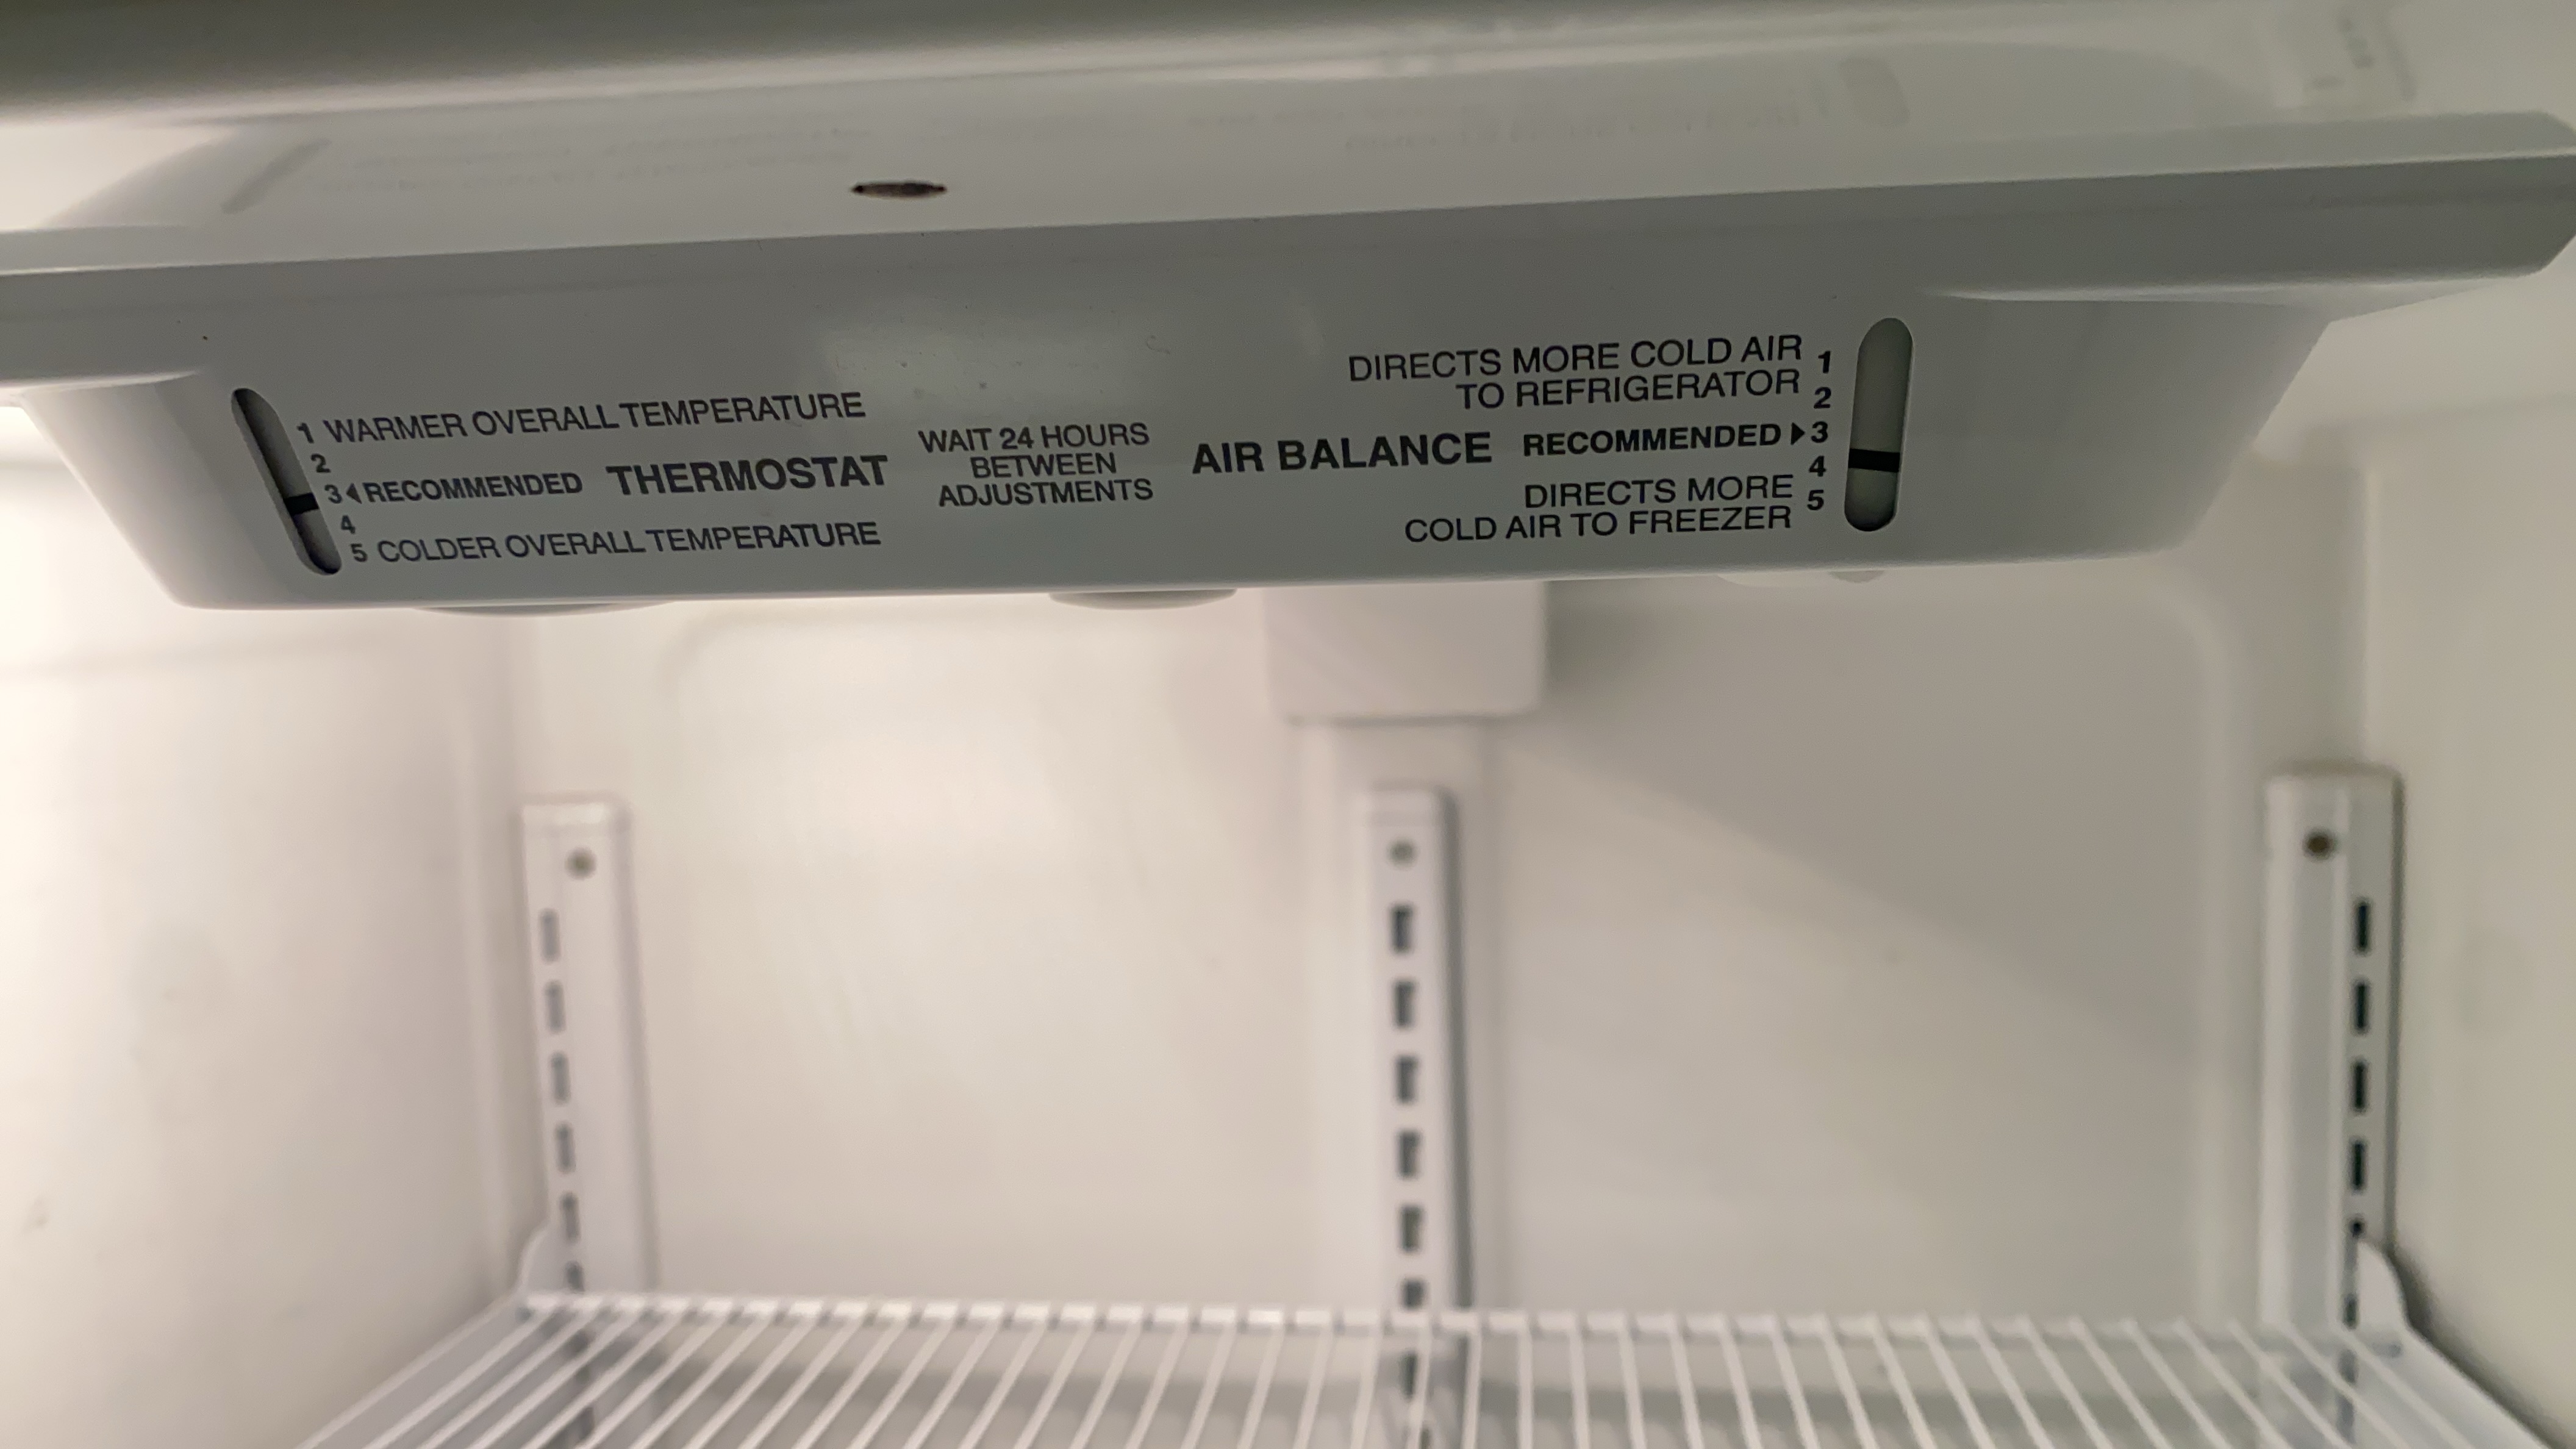 1 WARMER OVERALL TEMPERATURE
2
3◀RECOMMENDED THERMOSTAT
4
5 COLDER OVERALL TEMPERATURE
WAIT 24 HOURS
BETWEEN
ADJUSTMENTS
DIRECTS MORE COLD AIR 1
TO REFRIGERATOR 2
AIR BALANCE RECOMMENDED ▶3
4
DIRECTS MORE 5
COLD AIR TO FREEZER